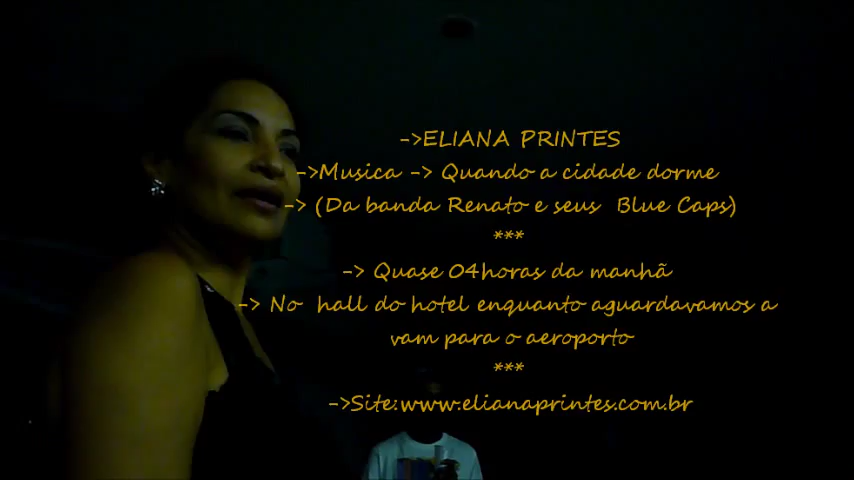 ->ELIANA PRINTES
->Musica -> Quando a cidade dorme
-> (Da banda Renato e seus Blue Caps)
***
-> Quase 04horas da manhã
-> No hall do hotel enquanto aguardavamos a
vam para o aeroporto
***
->Site:www.elianaprintes.com.br